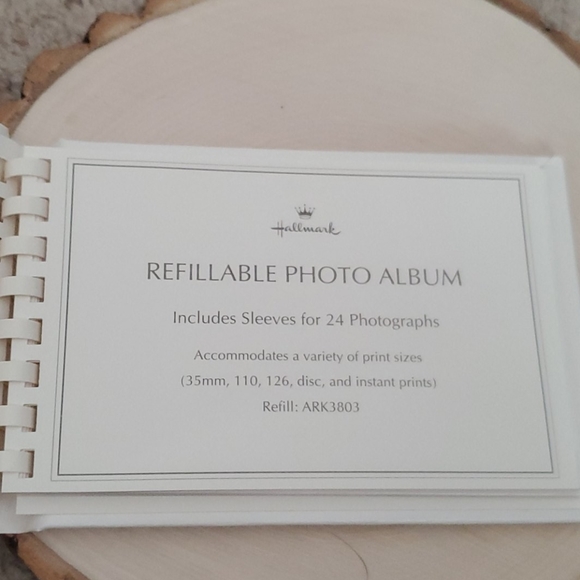 Hallmark
REFILLABLE PHOTO ALBUM
Includes Sleeves for 24 Photographs
Accommodates a variety of print sizes
(35mm, 110, 126, disc, and instant prints)
Refill: ARK3803